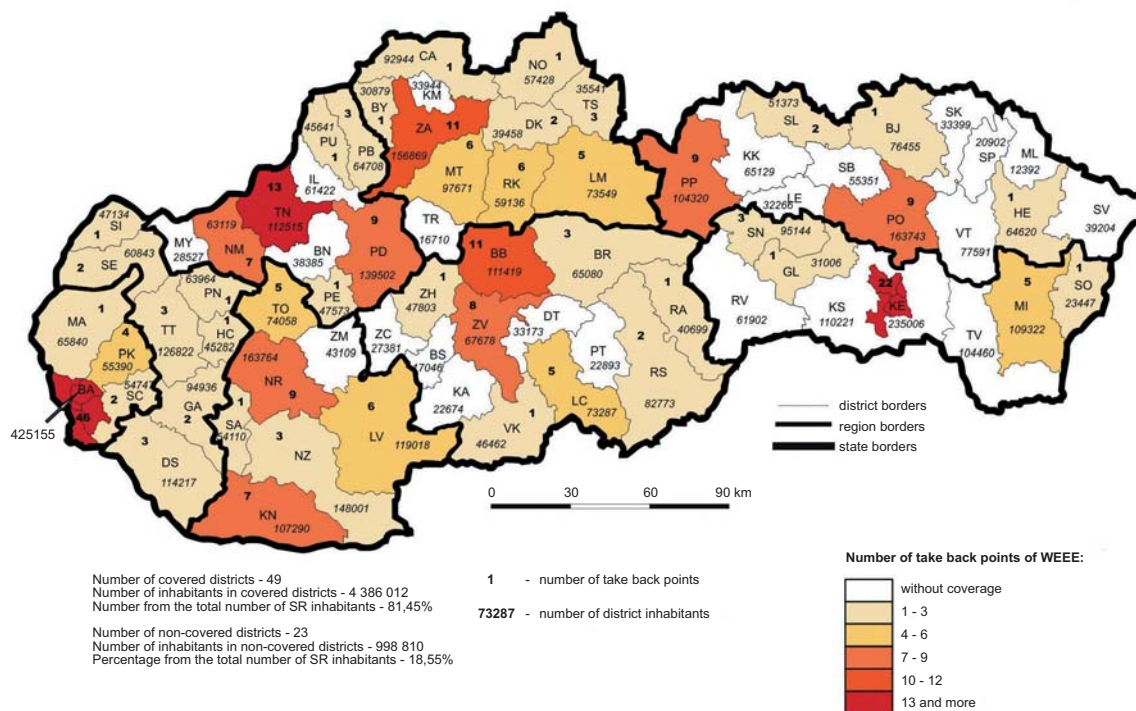 CA
92944
1
NO
1
57428
35541
TS
3
30879
BY
1
33944
KM
ZA
11
156869
DK
2
39458
45641
PU
1
3
PB
64708
IL
61422
MT
6
97671
RK
6
59136
LM
5
73549
51373
SL
2
BJ
1
76455
SK
33399
20902
SP
ML
12392
PP
9
104320
KK
65129
SB
55351
LE
32266
PO
9
163743
HE
1
64620
SV
39204
VT
77591
13
TN
112515
63119
NM
7
BN
38385
PD
9
139502
TR
16710
47134
SI
1
MY
28527
SE
2
60843
63964
PN
1
PE
1
47573
TO
5
74058
ZH
1
47803
BB
11
111419
BR
3
65080
RA
1
40699
SN
3
95144
GL
1
31006
RV
61902
KS
110221
22
KE
235006
TV
104460
MI
5
109322
SO
1
23447
MA
1
65840
PK
4
55390
TT
3
126822
HC
1
45282
ZM
43109
ZC
27381
BS
17046
ZV
8
67678
DT
33173
PT
22893
RS
2
82773
BA
46
425155
54747
SC
2
94936
GA
2
163764
NR
9
KA
22674
LC
5
73287
SA
1
54110
LV
6
119018
VK
1
46462
DS
3
114217
NZ
3
148001
KN
7
107290
district borders
region borders
state borders
0 30 60 90 km
Number of covered districts - 49
Number of inhabitants in covered districts - 4 386 012
Number from the total number of SR inhabitants - 81,45%
Number of non-covered districts - 23
Number of inhabitants in non-covered districts - 998 810
Percentage from the total number of SR inhabitants - 18,55%
1 - number of take back points
73287 - number of district inhabitants
Number of take back points of WEEE:
without coverage
1 - 3
4 - 6
7 - 9
10 - 12
13 and more